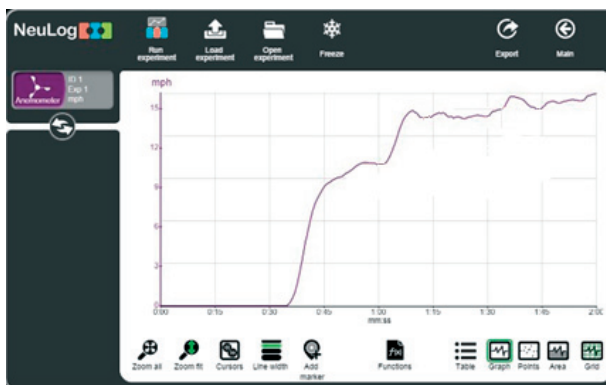 NeuLog
Run
experiment
Load
experiment
Open
experiment
Freeze
Export
Main
Anemometer
ID 1
Exp 1
mph
mph
15
12
9
6
3
0:00 0:15 0:30 0:45 1:00 1:15 1:30 1:45 2:00
mm:ss
Zoom all
Zoom fit
Cursors
Line width
Add
marker
f(x)
Functions
Table
Graph
Points
Area
Grid